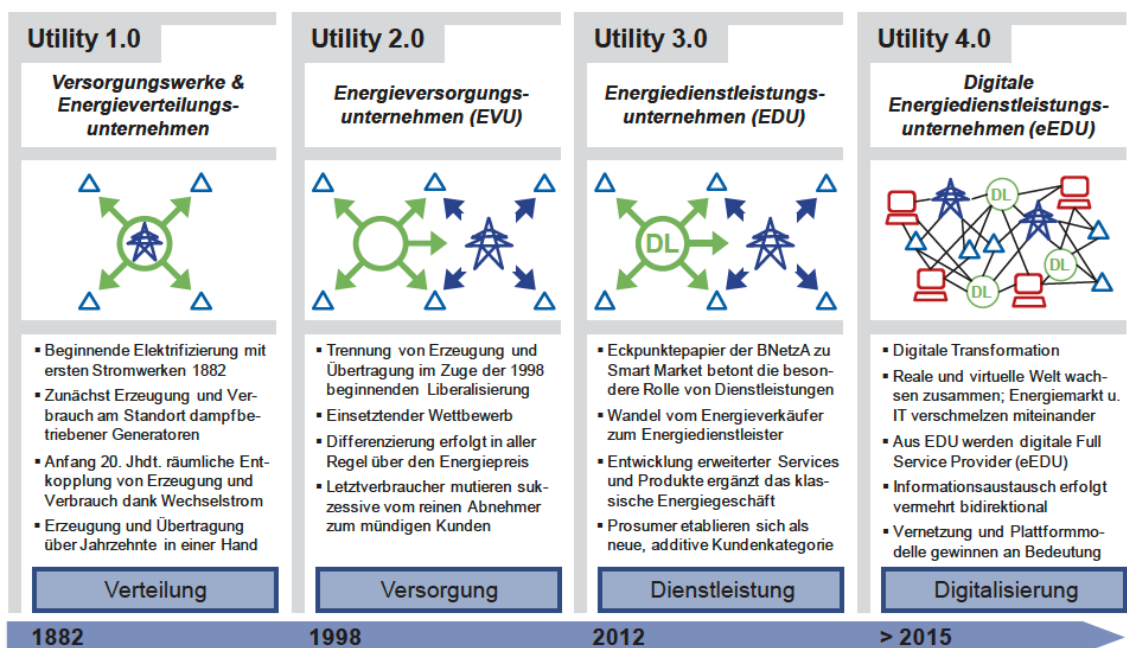 Utility 1.0
Versorgungswerke &
Energieverteilungs-
unternehmen
▪ Beginnende Elektrifizierung mit
ersten Stromwerken 1882
▪ Zunächst Erzeugung und Ver-
brauch am Standort dampfbe-
triebener Generatoren
▪ Anfang 20. Jhdt. räumliche Ent-
kopplung von Erzeugung und
Verbrauch dank Wechselstrom
▪ Erzeugung und Übertragung
über Jahrzehnte in einer Hand
Verteilung
1882
Utility 2.0
Energieversorgungs-
unternehmen (EVU)
▪ Trennung von Erzeugung und
Übertragung im Zuge der 1998
beginnenden Liberalisierung
▪ Einsetztender Wettbewerb
▪ Differenzierung erfolgt in aller
Regel über den Energiepreis
▪ Letztverbraucher mutieren suk-
zessive vom reinen Abnehmer
zum mündigen Kunden
Versorgung
1998
Utility 3.0
Energiedienstleistungs-
unternehmen (EDU)
DL
▪ Eckpunktepapier der BNetzA zu
Smart Market betont die beson-
dere Rolle von Dienstleistungen
▪ Wandel vom Energieverkäufer
zum Energiedienstleister
▪ Entwicklung erweiterter Services
und Produkte ergänzt das klas-
sische Energiegeschäft
▪ Prosumer etablieren sich als
neue, additive Kundenkategorie
Dienstleistung
2012
Utility 4.0
Digitale
Energiedienstleistungs-
unternehmen (eEDU)
DL
DL
DL
▪ Digitale Transformation
▪ Reale und virtuelle Welt wach-
sen zusammen; Energiemarkt u.
IT verschmelzen miteinander
▪ Aus EDU werden digitale Full
Service Provider (eEDU)
▪ Informationsaustausch erfolgt
vermehrt bidirektional
▪ Vernetzung und Plattformmo-
delle gewinnen an Bedeutung
Digitalisierung
> 2015